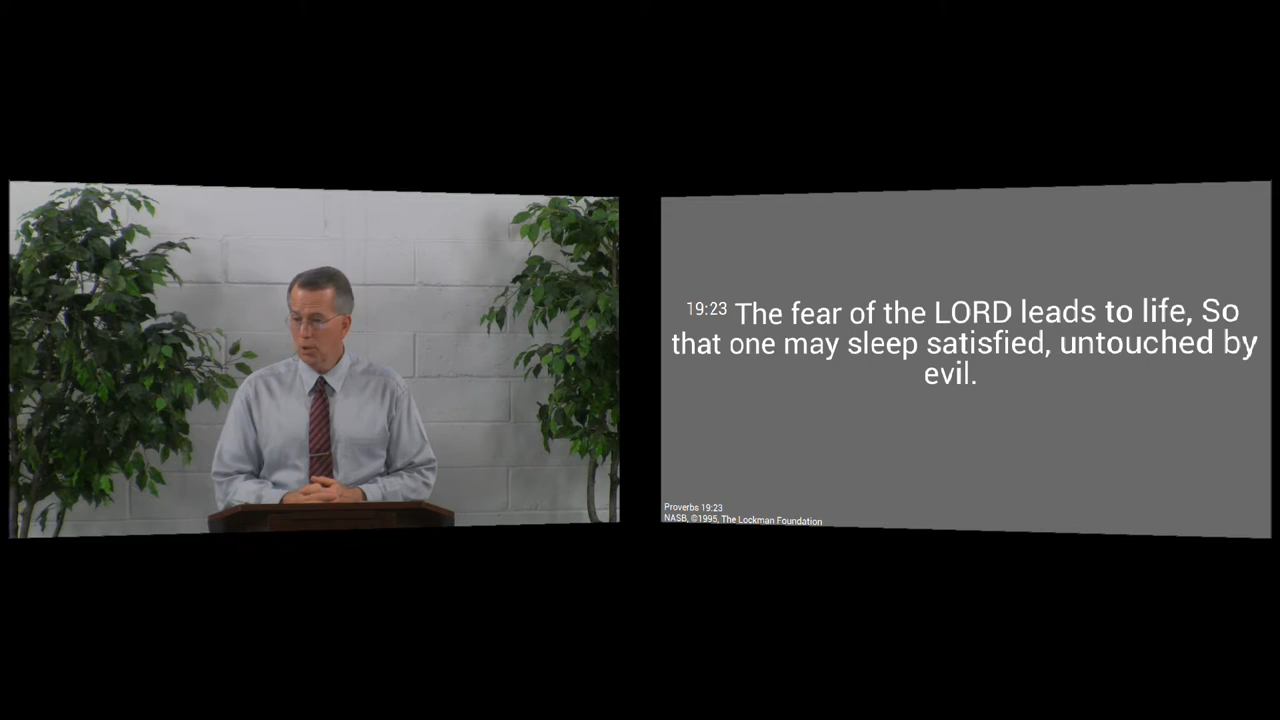 19:23 The fear of the LORD leads to life, So
that one may sleep satisfied, untouched by
evil.
Proverbs 19:23
NASB, ©1995, The Lockman Foundation